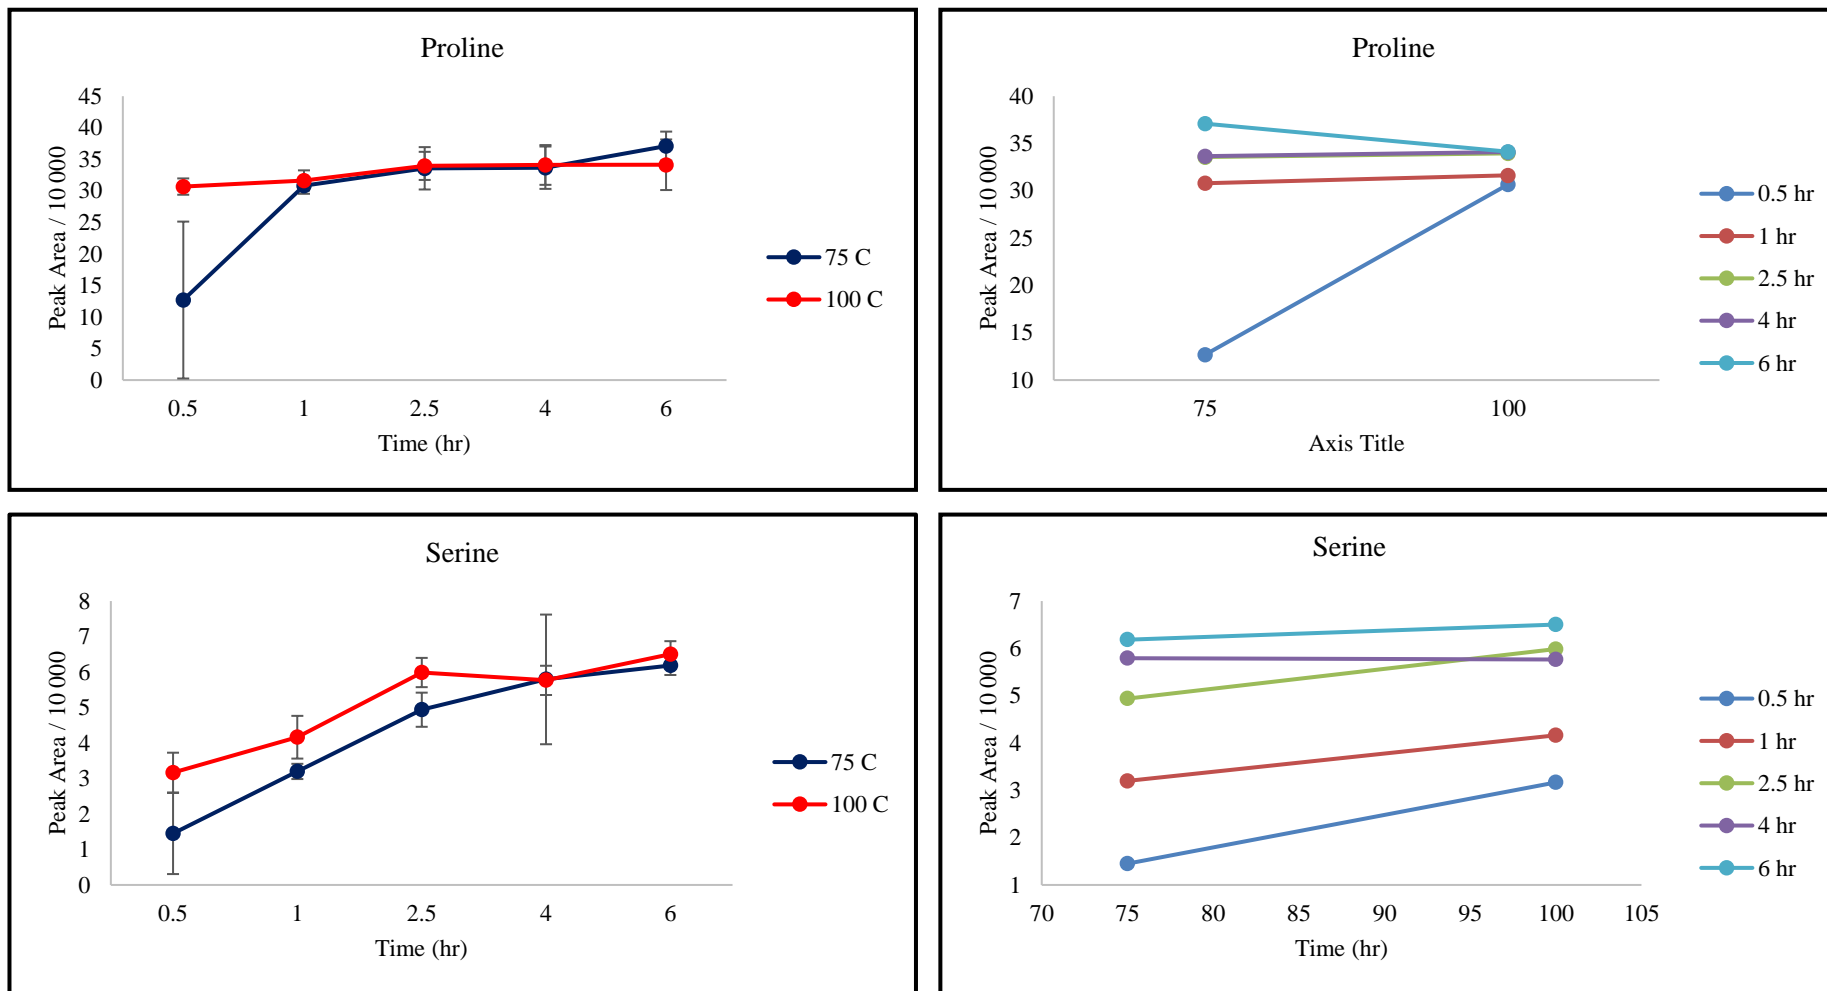 Proline
45
40
35
30
25
20
15
10
5
0
Peak Area / 10 000
0.5 1 2.5 4 6
Time (hr)
75 C
100 C
Proline
40
35
30
25
20
15
10
Peak Area / 10 000
75 100
Axis Title
0.5 hr
1 hr
2.5 hr
4 hr
6 hr
Serine
8
7
6
5
4
3
2
1
0
Peak Area / 10 000
0.5 1 2.5 4 6
Time (hr)
75 C
100 C
Serine
7
6
5
4
3
2
1
Peak Area / 10 000
70 75 80 85 90 95 100 105
Time (hr)
0.5 hr
1 hr
2.5 hr
4 hr
6 hr